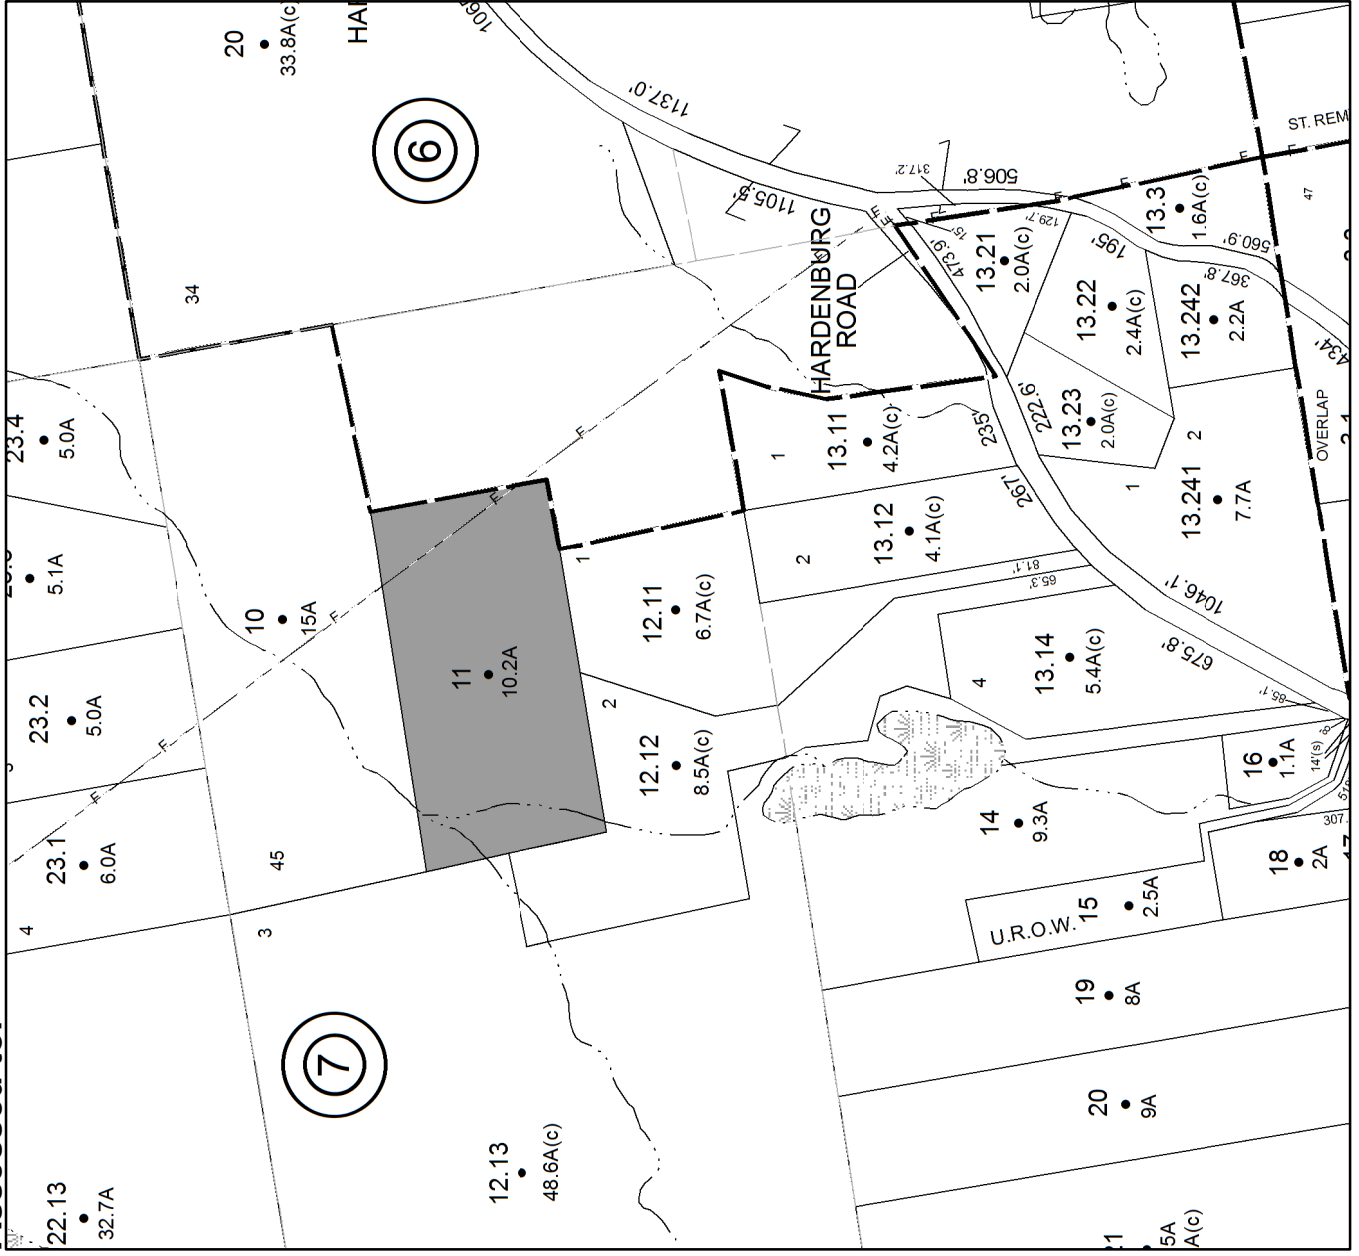 20
33.8A(c)
6
1137.0'
1105.5'
317.2'
506.8'
ST. REM
47
13.3
1.6A(c)
560.9'
195'
129.7'
15'
473.9'
13.21
2.0A(c)
HARDENBURG
ROAD
34
13.22
2.4A(c)
13.242
2.2A
367.8'
434'
23.4
5.0A
13.11
4.2A(c)
1
235'
222.6'
13.23
2.0A(c)
2
1
OVERLAP
13.241
7.7A
267'
13.12
4.1A(c)
2
81.1'
65.3'
5.1A
10
15A
1
12.11
6.7A(c)
1046.1'
675.8'
13.14
5.4A(c)
4
85.1'
11
10.2A
2
23.2
5.0A
12.12
8.5A(c)
16
1.1A
14'(s)
23.1
6.0A
45
14
9.3A
307.
18
2A
4
3
15
2.5A
U.R.O.W.
7
19
8A
20
9A
12.13
48.6A(c)
22.13
32.7A
5A
A(c)
F
F
F
F
F
F
F
F
F
F
F
F